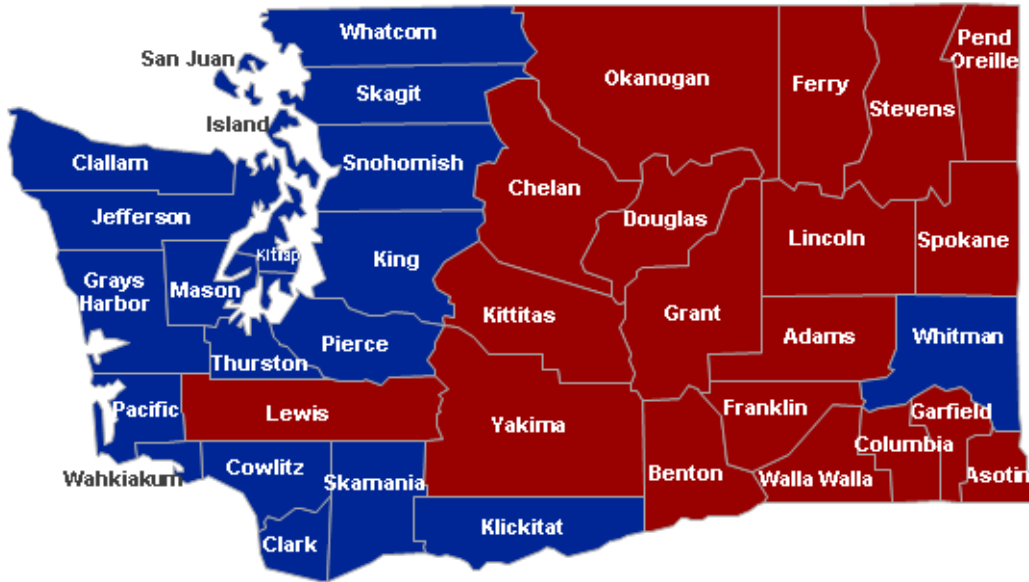 Whatcom
San Juan
Skagit
Island
Okanogan
Ferry
Stevens
Pend
Oreille
Clallam
Snohomish
Chelan
Jefferson
Douglas
Kitsap
King
Lincoln
Spokane
Grays
Harbor
Mason
Kittitas
Grant
Adams
Whitman
Thurston
Pierce
Pacific
Lewis
Yakima
Franklin
Garfield
Columbia
Wahkiakum
Cowlitz
Skamania
Benton
Walla Walla
Asotin
Klickitat
Clark